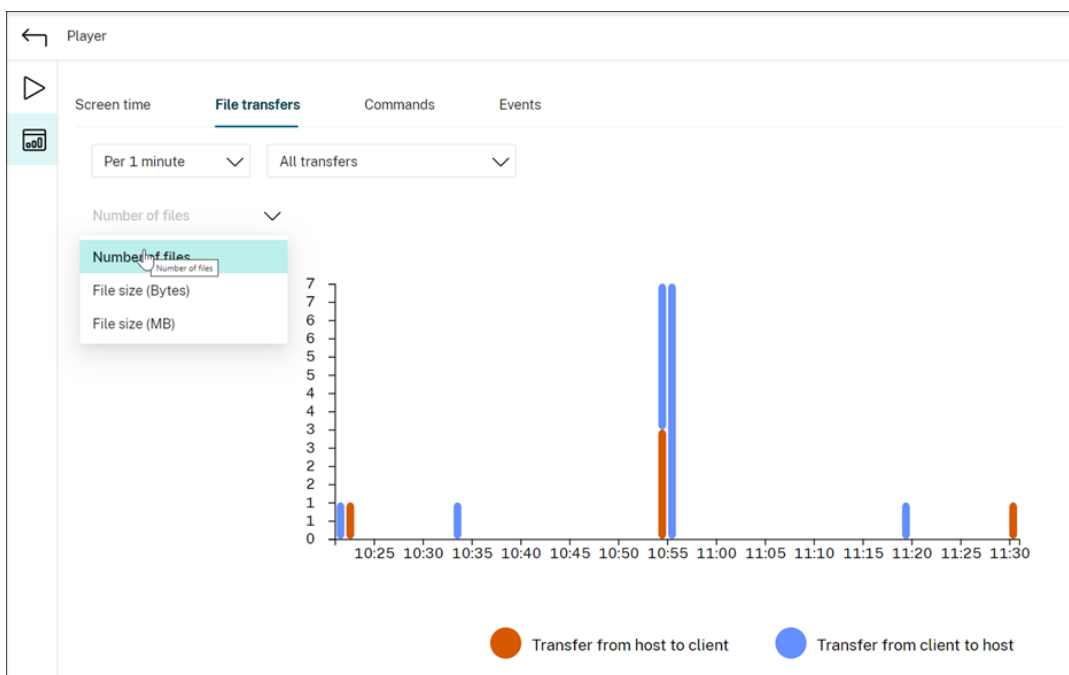 Player
Screen time File transfers Commands Events
Per 1 minute All transfers
Number of files
Number of files
Number of files
File size (Bytes)
File size (MB)
7
7
6
6
5
5
4
4
3
3
2
2
1
1
0
10:25 10:30 10:35 10:40 10:45 10:50 10:55 11:00 11:05 11:10 11:15 11:20 11:25 11:30
Transfer from host to client Transfer from client to host